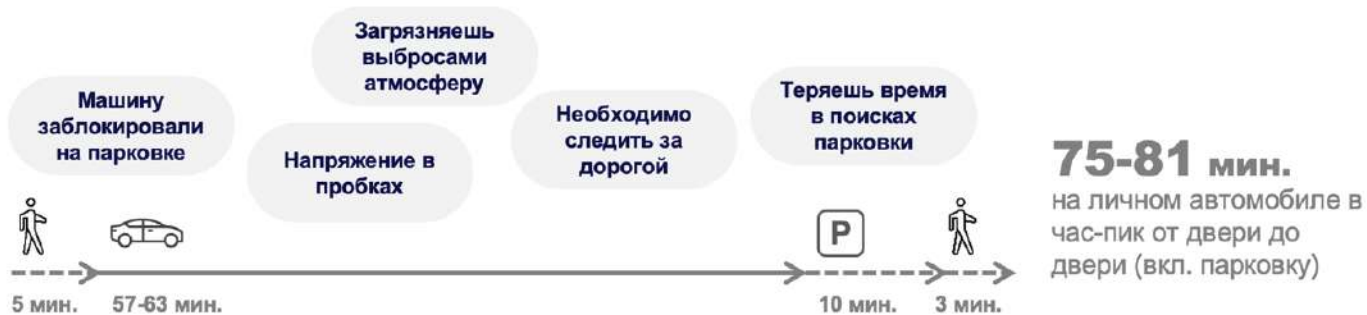 Загрязняешь
выбросами
атмосферу
Машину
заблокировали
на парковке
Напряжение в
пробках
Необходимо
следить за
дорогой
Теряешь время
в поисках
парковки
75-81 мин.
на личном автомобиле в
час-пик от двери до
двери (вкл. парковку)
P
5 мин.
57-63 мин.
10 мин.
3 мин.